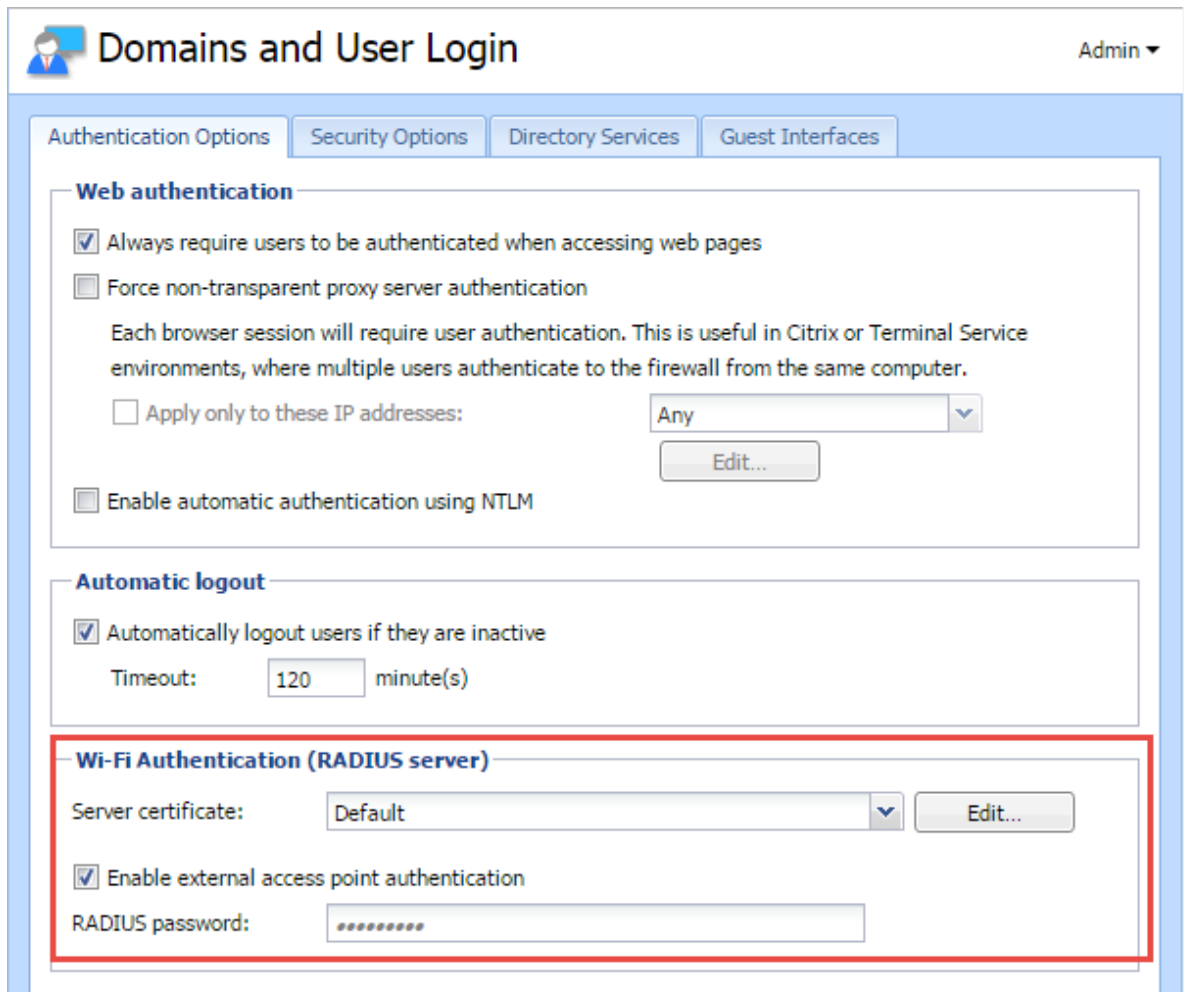 Domains and User Login
Admin
Authentication Options
Security Options
Directory Services
Guest Interfaces
Web authentication
Always require users to be authenticated when accessing web pages
Force non-transparent proxy server authentication
Each browser session will require user authentication. This is useful in Citrix or Terminal Service
environments, where multiple users authenticate to the firewall from the same computer.
Apply only to these IP addresses:
Any
Edit...
Enable automatic authentication using NTLM
Automatic logout
Automatically logout users if they are inactive
Timeout: 120 minute(s)
Wi-Fi Authentication (RADIUS server)
Server certificate: Default Edit...
Enable external access point authentication
RADIUS password: •••••••••